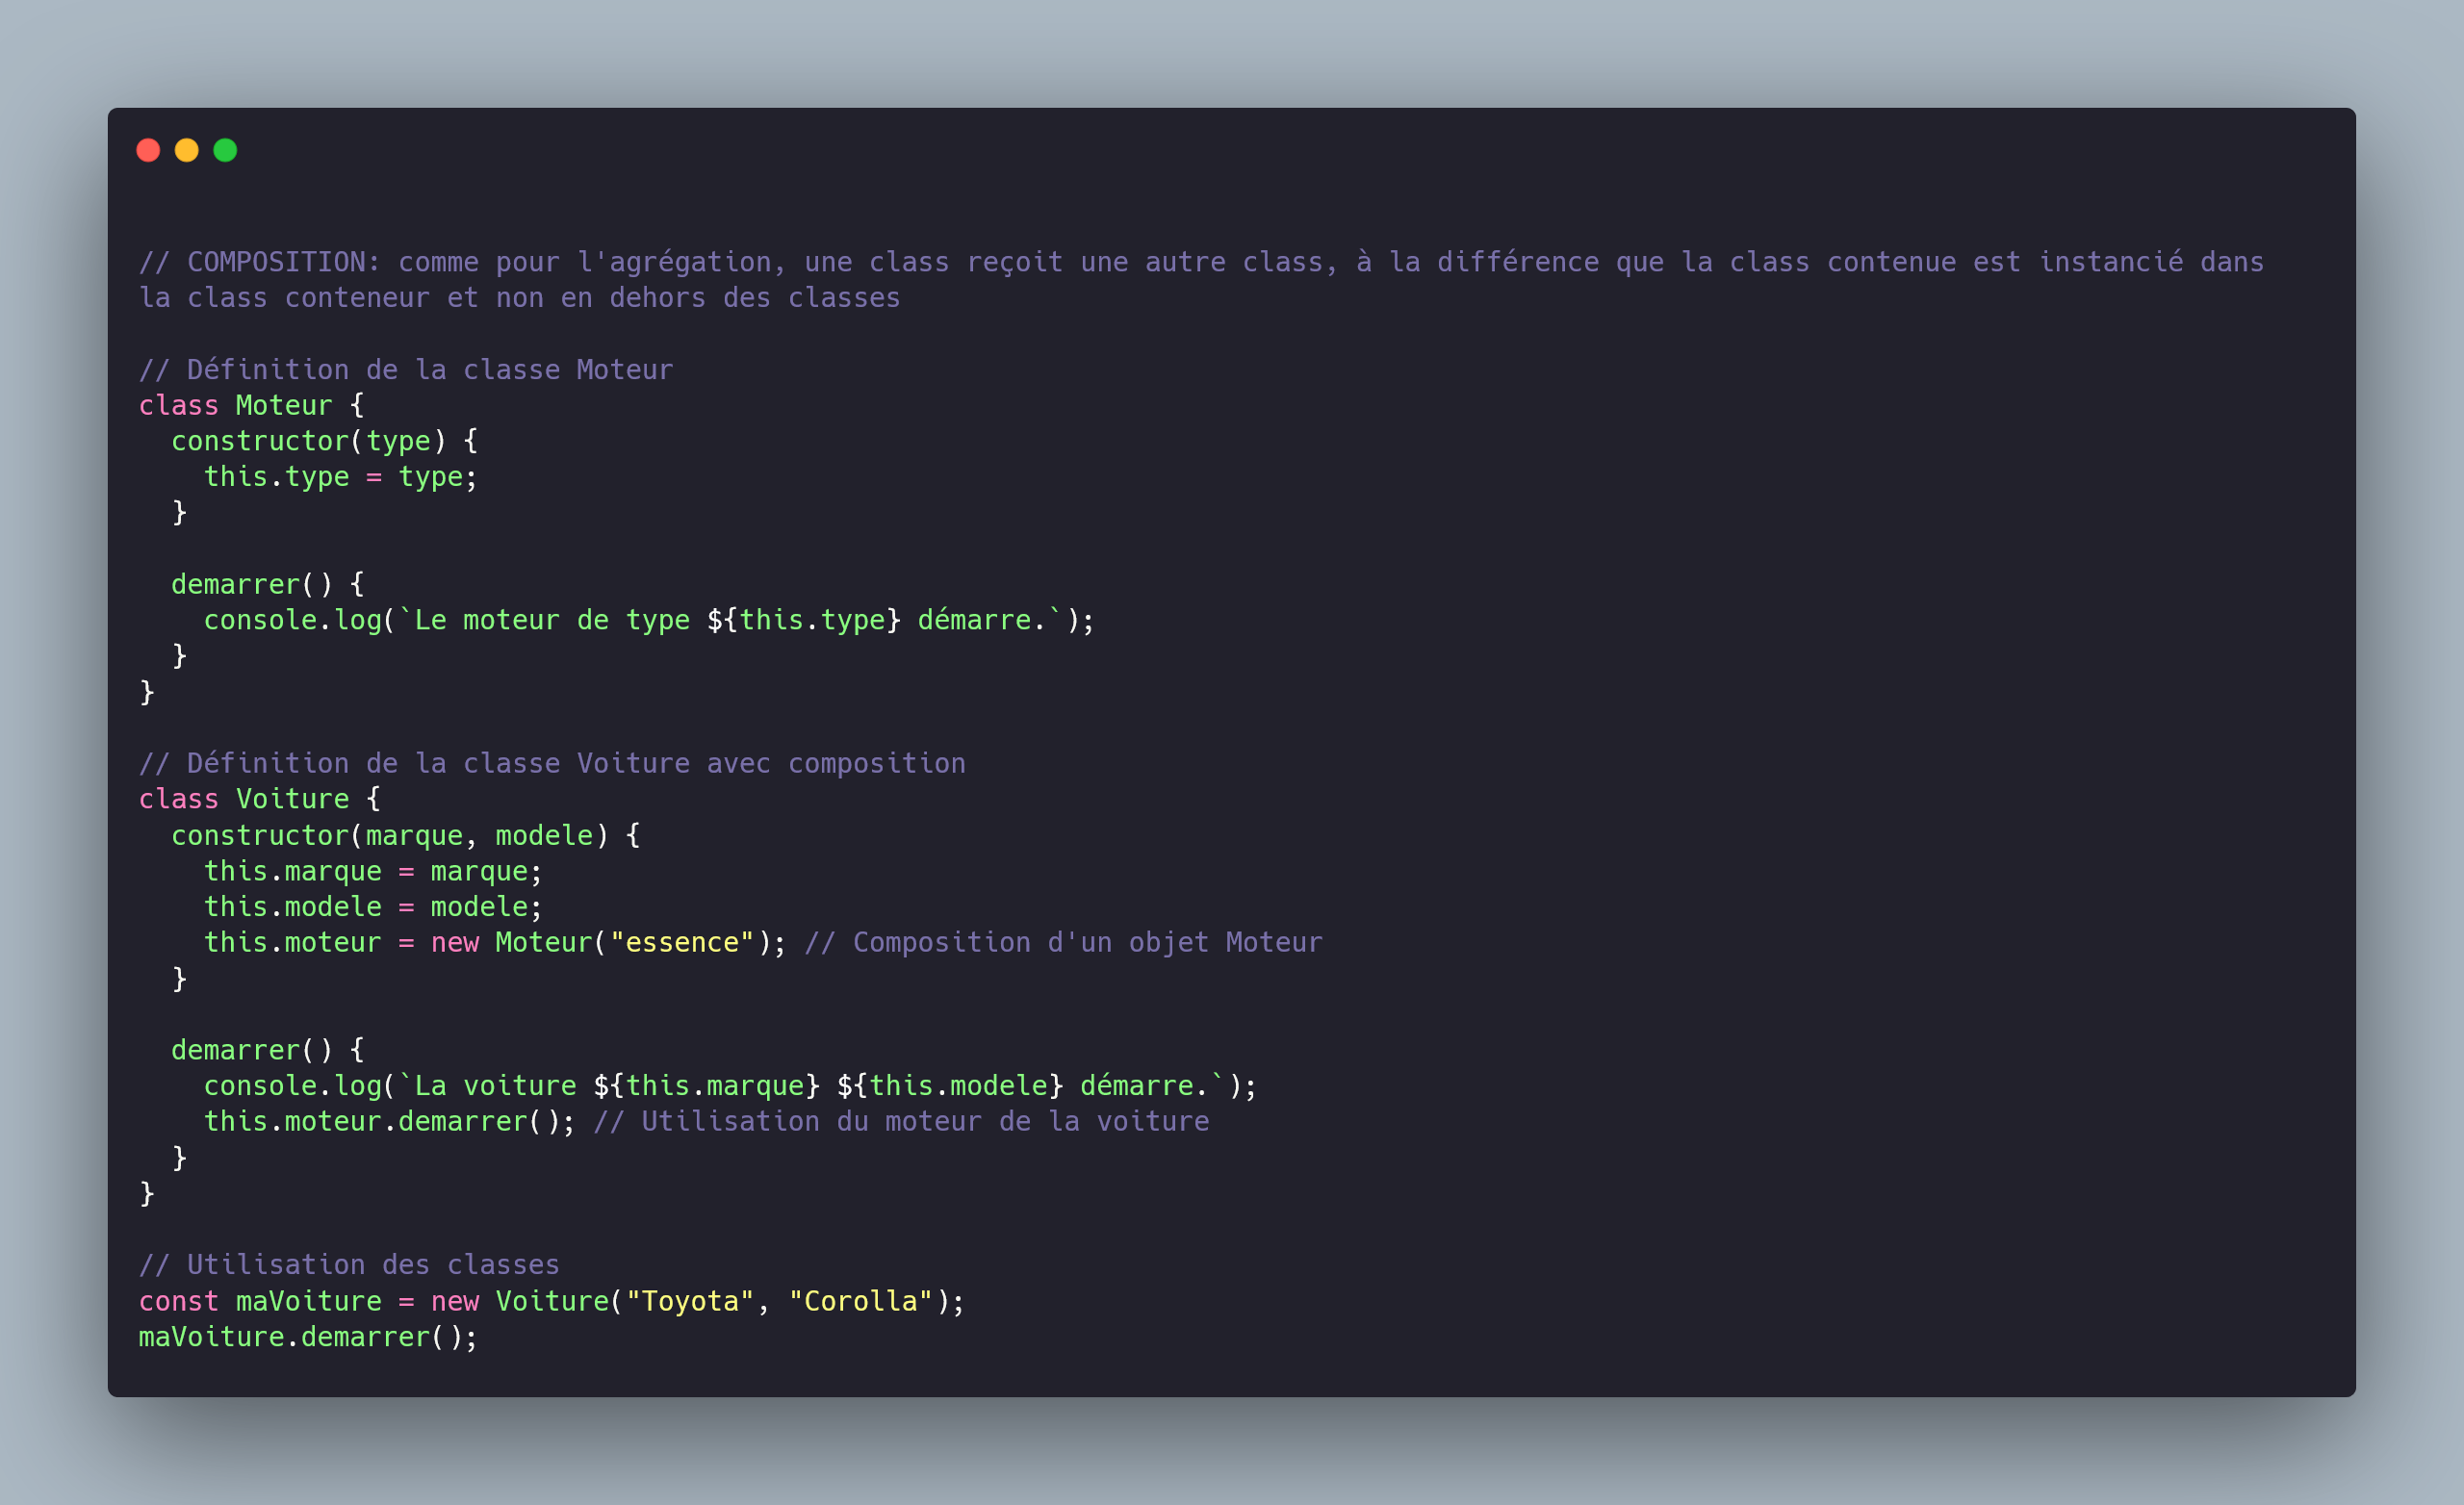 // COMPOSITION: comme pour l'agrégation, une class reçoit une autre class, à la différence que la class contenue est instancié dans
la class conteneur et non en dehors des classes
// Définition de la classe Moteur
class Moteur {
  constructor(type) {
    this.type = type;
  }
  demarrer() {
    console.log(`Le moteur de type ${this.type} démarre.`);
  }
}
// Définition de la classe Voiture avec composition
class Voiture {
  constructor(marque, modele) {
    this.marque = marque;
    this.modele = modele;
    this.moteur = new Moteur("essence"); // Composition d'un objet Moteur
  }
  demarrer() {
    console.log(`La voiture ${this.marque} ${this.modele} démarre.`);
    this.moteur.demarrer(); // Utilisation du moteur de la voiture
  }
}
// Utilisation des classes
const maVoiture = new Voiture("Toyota", "Corolla");
maVoiture.demarrer();